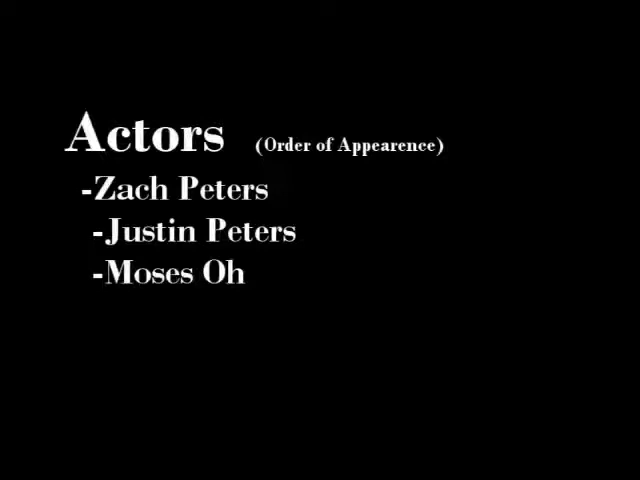 Actors (Order of Appearence)
-Zach Peters
-Justin Peters
-Moses Oh